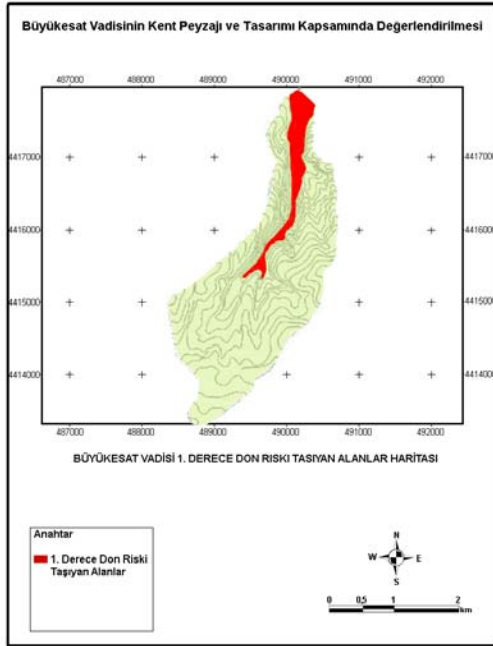 Büyükesat Vadisinin Kent Peyzajı ve Tasarımı Kapsamında Değerlendirilmesi
487000 488000 489000 490000 491000 492000
4417000 4417000
4416000 4416000
4415000 4415000
4414000 4414000
487000 488000 489000 490000 491000 492000
BÜYÜKESAT VADİSİ 1. DERECE DON RISKI TAŞIYAN ALANLAR HARİTASI
Anahtar
1. Derece Don Riski
Taşıyan Alanlar
N
W E
S
0 0,5 1 2
km